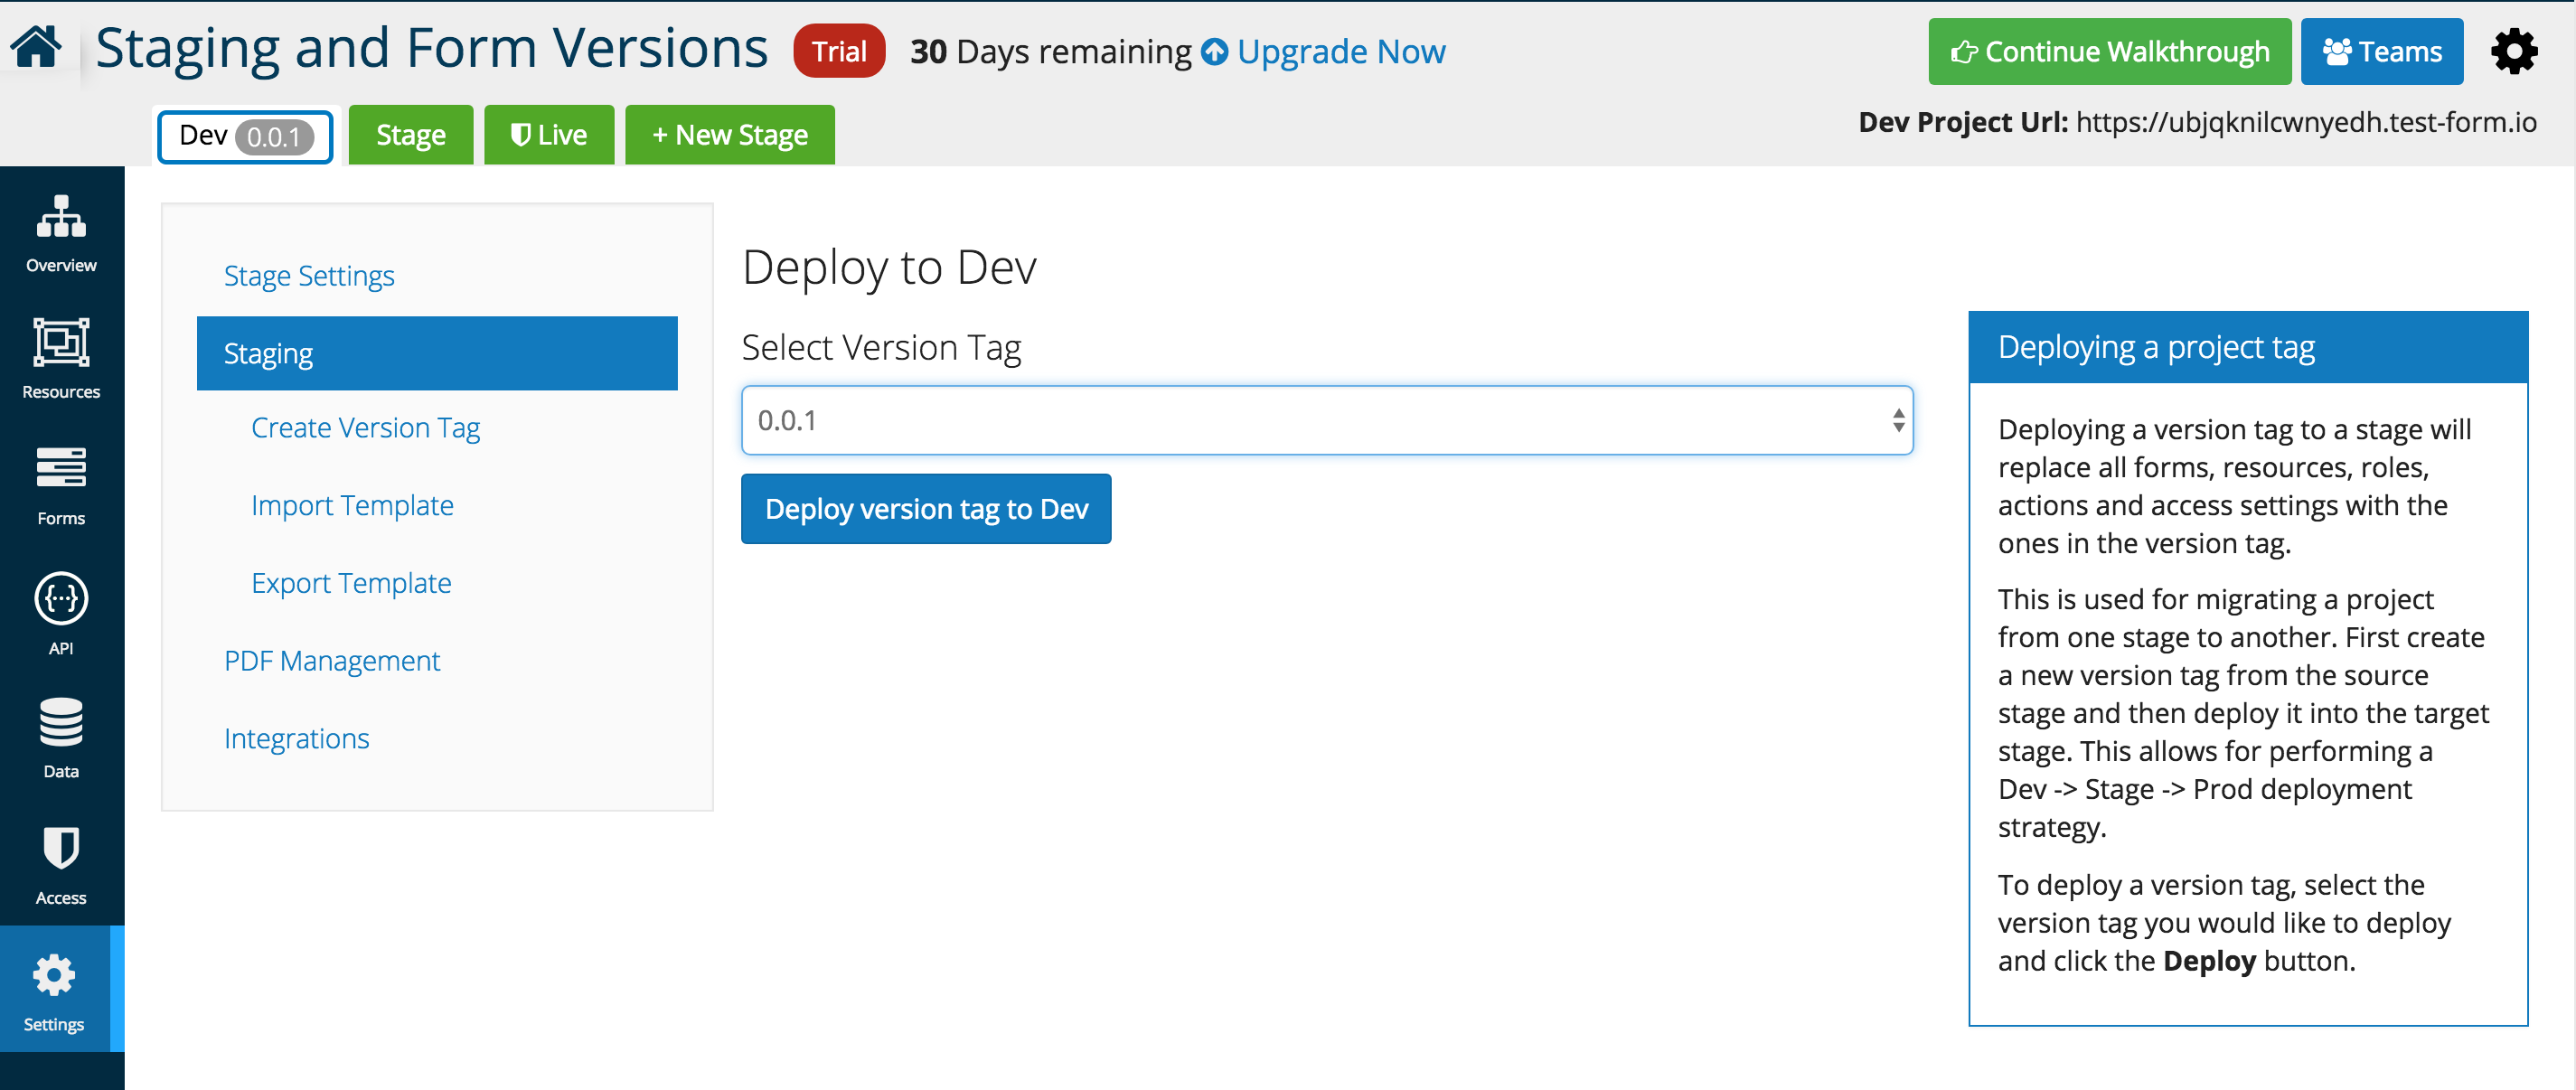 Staging and Form Versions Trial 30 Days remaining Upgrade Now Continue Walkthrough Teams
Dev 0.0.1 Stage Live + New Stage Dev Project Url: https://ubjqknilcwnyedh.test-form.io
Overview
Resources
Forms
API
Data
Access
Settings
Stage Settings
Staging
Create Version Tag
Import Template
Export Template
PDF Management
Integrations
Deploy to Dev
Select Version Tag
0.0.1
Deploy version tag to Dev
Deploying a project tag
Deploying a version tag to a stage will
replace all forms, resources, roles,
actions and access settings with the
ones in the version tag.
This is used for migrating a project
from one stage to another. First create
a new version tag from the source
stage and then deploy it into the target
stage. This allows for performing a
Dev -> Stage -> Prod deployment
strategy.
To deploy a version tag, select the
version tag you would like to deploy
and click the Deploy button.